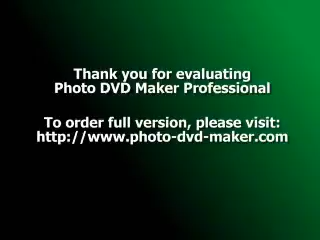 Thank you for evaluating
Photo DVD Maker Professional
To order full version, please visit:
http://www.photo-dvd-maker.com